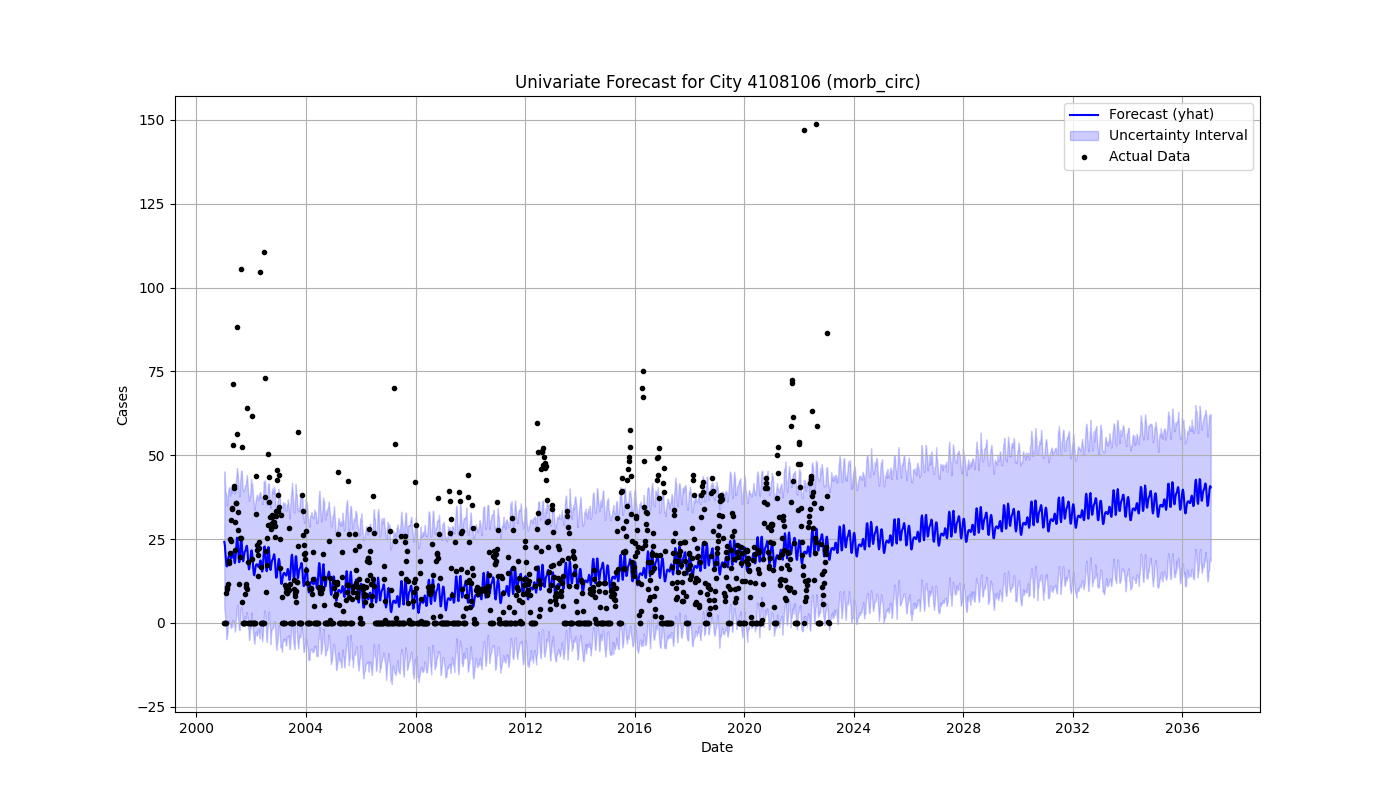 Univariate Forecast for City 4108106 (morb_circ)
Forecast (yhat)
Uncertainty Interval
Actual Data
Cases
150
125
100
75
50
25
0
−25
2000 2004 2008 2012 2016 2020 2024 2028 2032 2036
Date